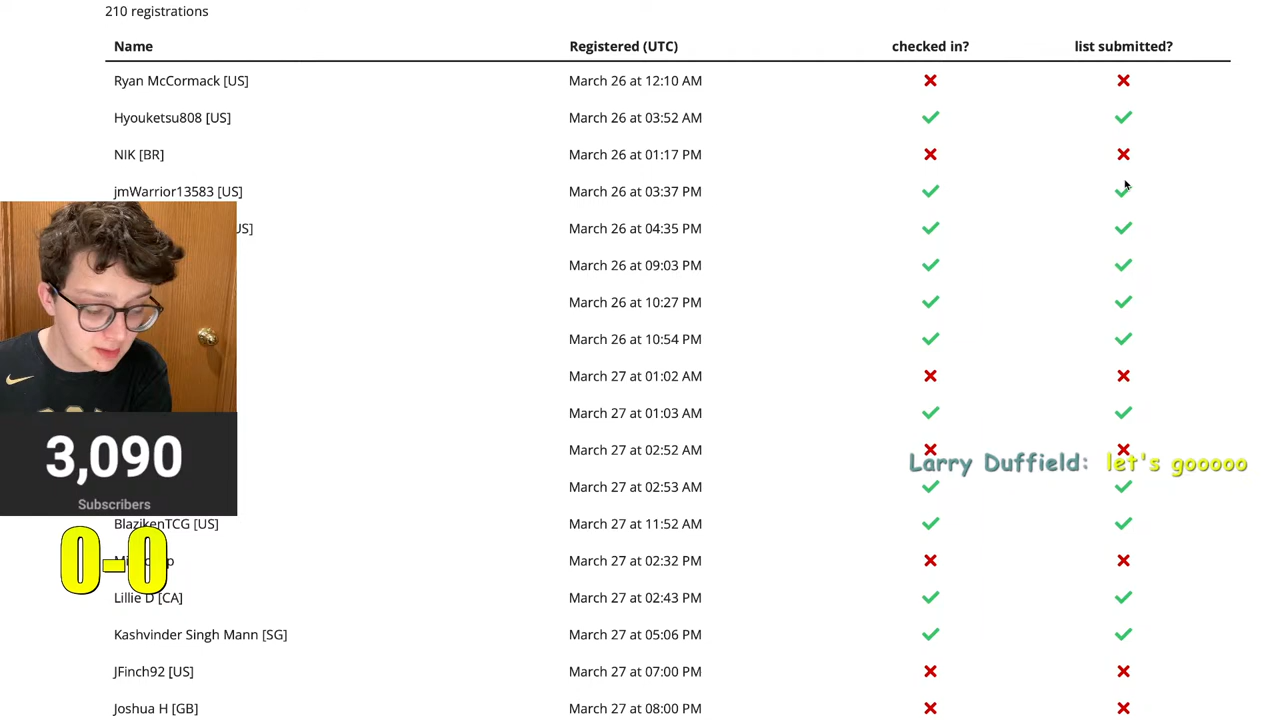 210 registrations
Name Registered (UTC) checked in? list submitted?
Ryan McCormack [US] March 26 at 12:10 AM
Hyouketsu808 [US] March 26 at 03:52 AM
NIK [BR] March 26 at 01:17 PM
jmWarrior13583 [US] March 26 at 03:37 PM
US] March 26 at 04:35 PM
March 26 at 09:03 PM
March 26 at 10:27 PM
March 26 at 10:54 PM
March 27 at 01:02 AM
March 27 at 01:03 AM
March 27 at 02:52 AM
Larry Duffield: let's gooooo
3,090
Subscribers
March 27 at 02:53 AM
BlazikenTCG [US] March 27 at 11:52 AM
0-0
March 27 at 02:32 PM
Lillie D [CA] March 27 at 02:43 PM
Kashvinder Singh Mann [SG] March 27 at 05:06 PM
JFinch92 [US] March 27 at 07:00 PM
Joshua H [GB] March 27 at 08:00 PM